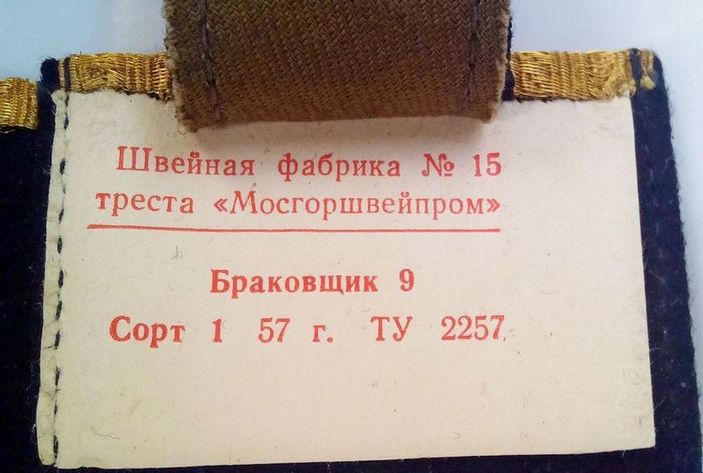 Швейная фабрика № 15
треста «Мосгоршвейпром»
Браковщик 9
Сорт 1 57 г. ТУ 2257